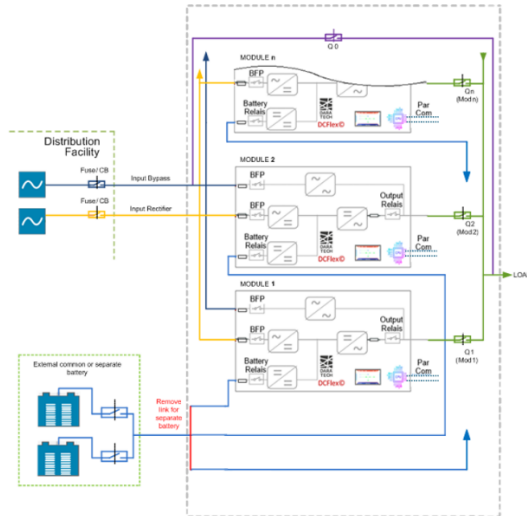 Q 0
MODULE n
BFP
Battery
Relais
DCFlex©
Par
Com
Qn
(Modn)
Distribution
Facility
Fuse/ CB
Input Bypass
Fuse/ CB
Input Rectifier
MODULE 2
BFP
Output
Relais
BFP
Battery
Relais
DCFlex©
Par
Com
Q2
(Mod2)
LOA
MODULE 1
BFP
Output
Relais
BFP
Battery
Relais
DCFlex©
Par
Com
Q1
(Mod1)
External common or separate
battery
Remove
link for
separate
battery